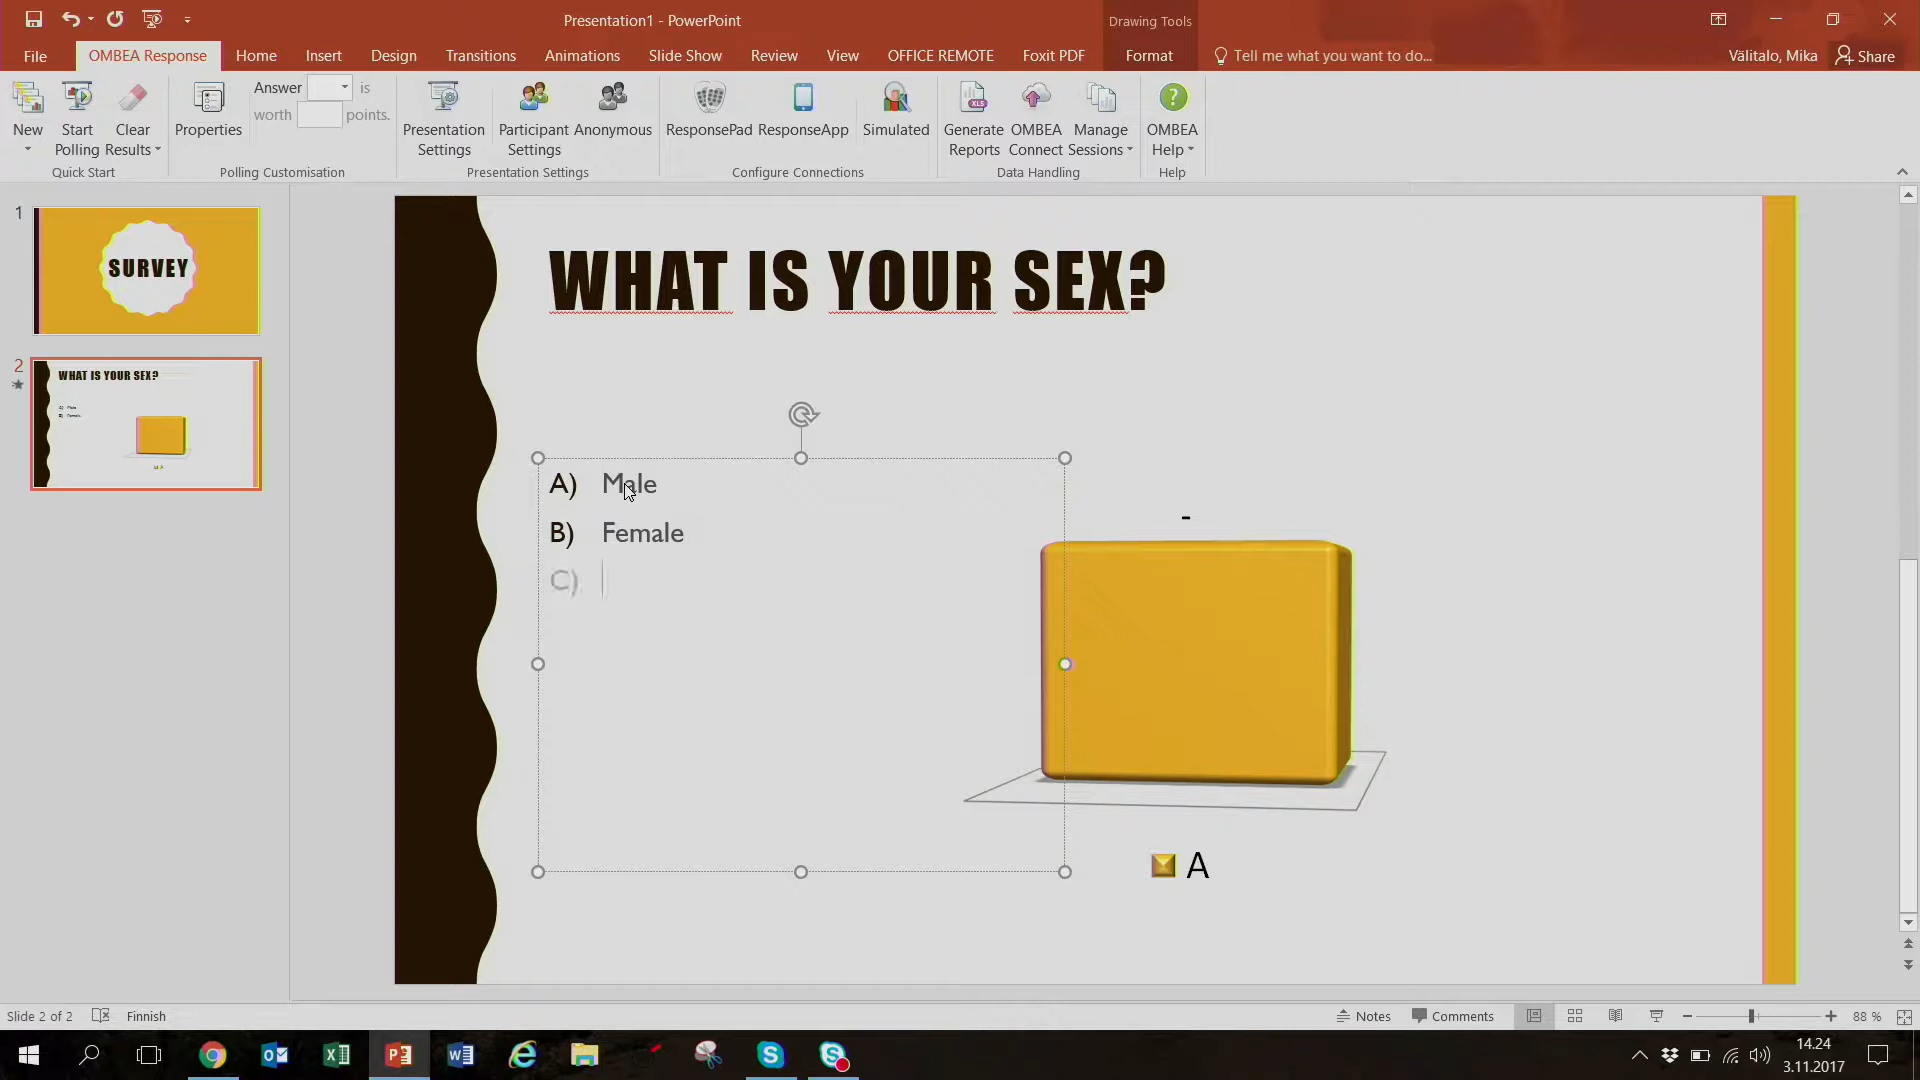 Presentation1 - PowerPoint
Drawing Tools
File
OMBEA Response
Home
Insert
Design
Transitions
Animations
Slide Show
Review
View
OFFICE REMOTE
Foxit PDF
Format
Tell me what you want to do...
Välitalo, Mika
Share
New
Start
Polling
Clear
Results
Quick Start
Properties
Answer
is
worth
points.
Polling Customisation
Presentation
Settings
Participant
Settings
Anonymous
Presentation Settings
ResponsePad
ResponseApp
Simulated
Configure Connections
XLS
Generate
Reports
OMBEA
Connect
Manage
Sessions
Data Handling
?
OMBEA
Help
Help
1
SURVEY
2
WHAT IS YOUR SEX?
A) Male
B) Female
A
WHAT IS YOUR SEX?
A) Male
B) Female
C)
-
A
Slide 2 of 2
Finnish
Notes
Comments
88 %
14.24
3.11.2017